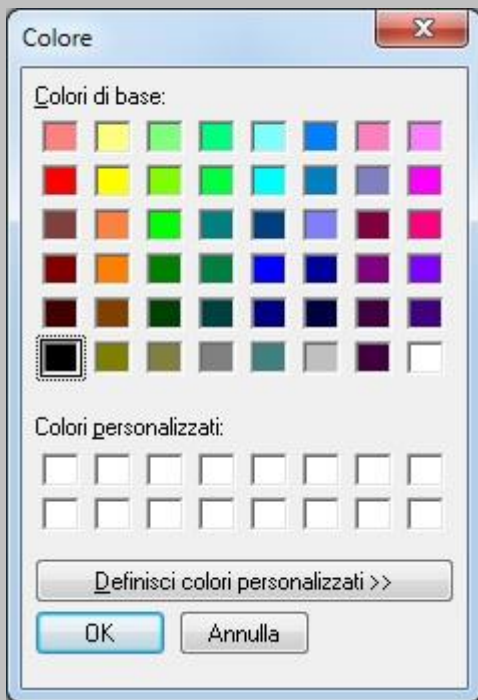 Colore
Colori di base:
Colori personalizzati:
Definisci colori personalizzati >>
OK
Annulla